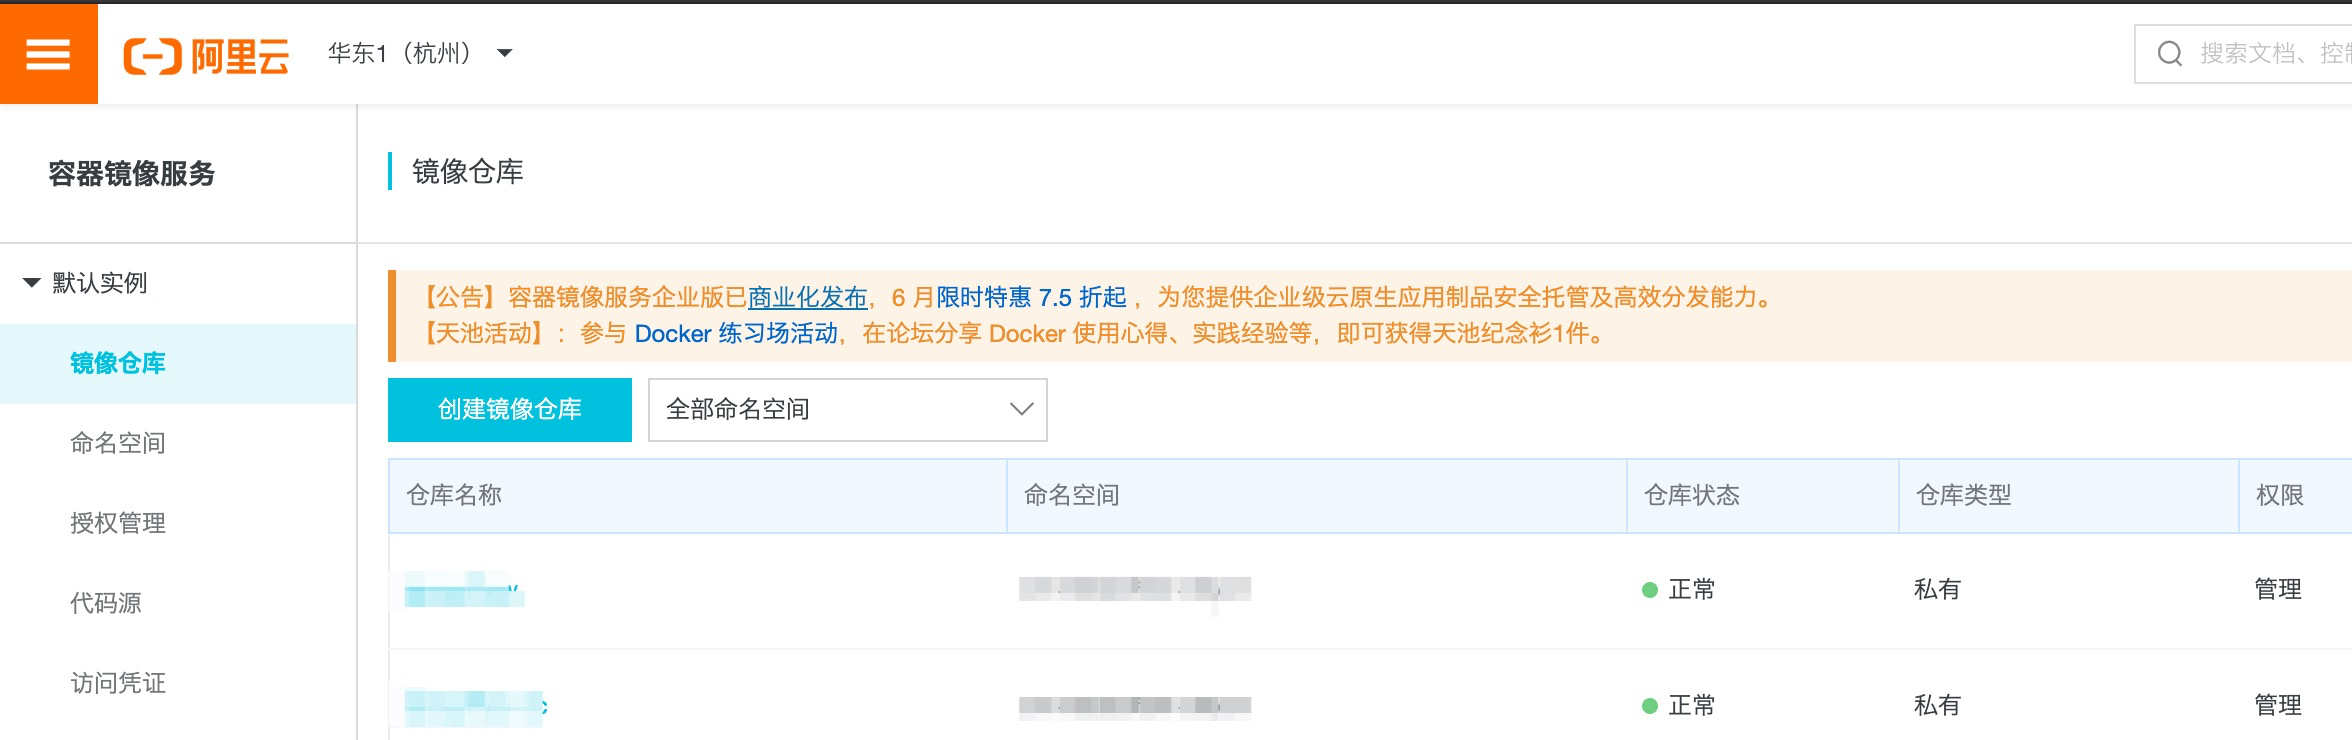 阿里云
华东1（杭州）
搜索文档、控
容器镜像服务
镜像仓库
默认实例
镜像仓库
命名空间
授权管理
代码源
访问凭证
【公告】容器镜像服务企业版已商业化发布，6 月限时特惠 7.5 折起 ，为您提供企业级云原生应用制品安全托管及高效分发能力。
【天池活动】：参与 Docker 练习场活动，在论坛分享 Docker 使用心得、实践经验等，即可获得天池纪念衫1件。
创建镜像仓库 全部命名空间
仓库名称 命名空间 仓库状态 仓库类型 权限
正常 私有 管理
正常 私有 管理